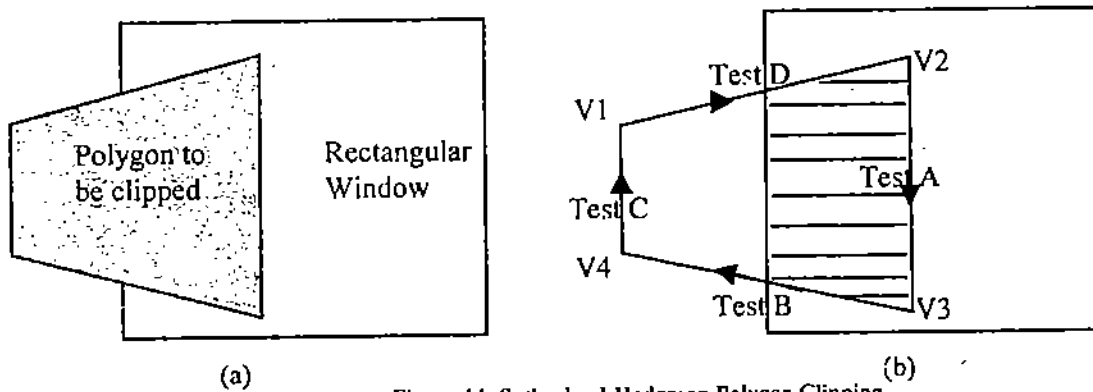 Polygon to
be clipped
Rectangular
Window
(a)
V1
Test D
V2
Test A
Test C
V4
Test B
V3
(b)